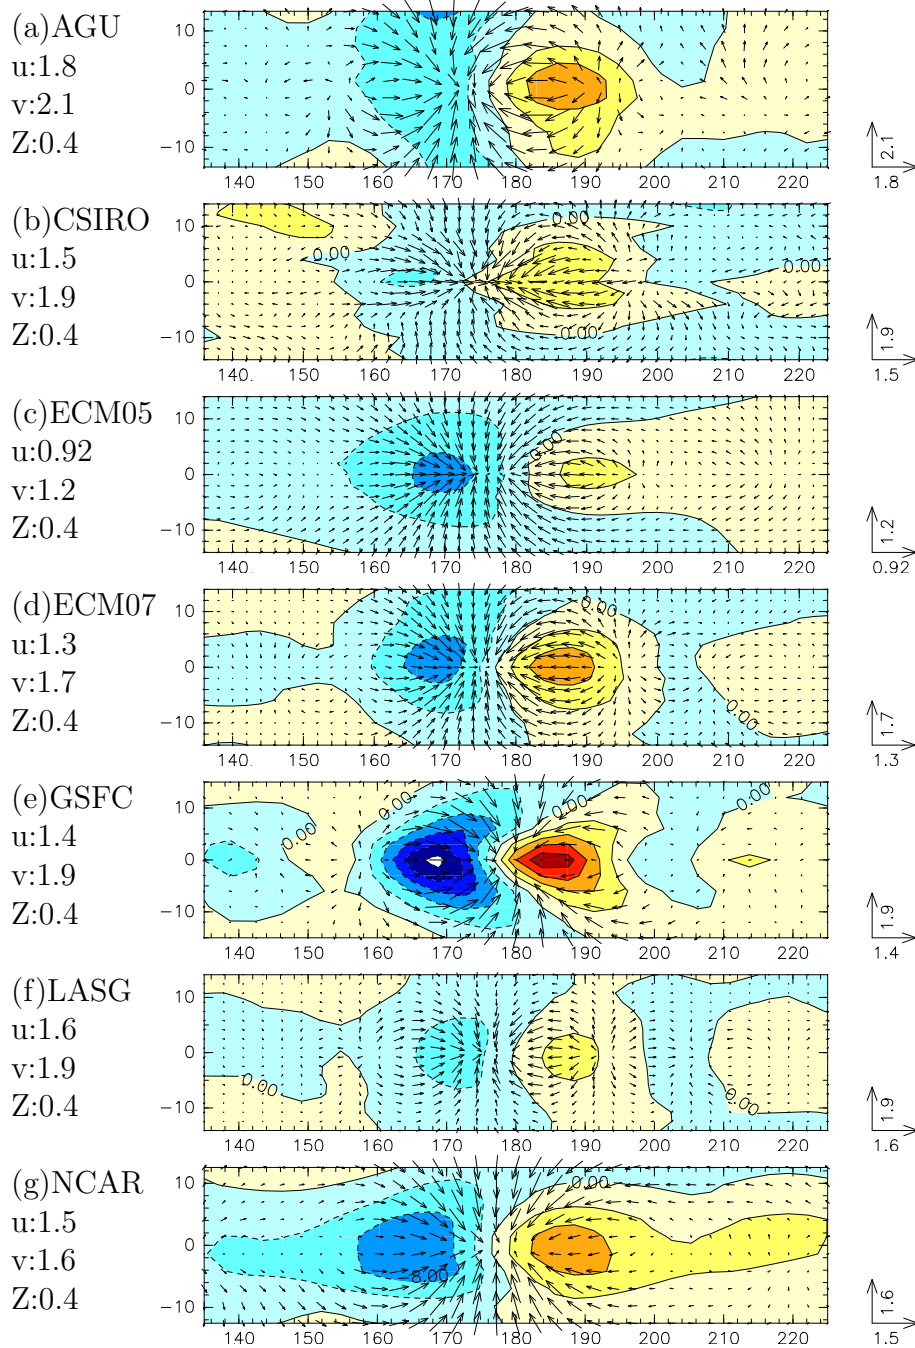 (a)AGU
u:1.8
v:2.1
Z:0.4
10
0
−10
140 150 160 170 180 190 200 210 220
2.1
1.8
(b)CSIRO
u:1.5
v:1.9
Z:0.4
10
0
−10
0.00 0.00 0.00 0.00
140. 150 160 170 180 190 200 210 220
1.9
1.5
(c)ECM05
u:0.92
v:1.2
Z:0.4
10
0
−10
0.00
140 150 160 170 180 190 200 210 220
1.2
0.92
(d)ECM07
u:1.3
v:1.7
Z:0.4
10
0
−10
0.00 0.00
140 150 160 170 180 190 200 210 220
1.7
1.3
(e)GSFC
u:1.4
v:1.9
Z:0.4
10
0
−10
0.00 0.00 0.00 0.00
140 150 160 170 180 190 200 210 220
1.9
1.4
(f)LASG
u:1.6
v:1.9
Z:0.4
10
0
−10
0.00 0.00
140 150 160 170 180 190 200 210 220
1.9
1.6
(g)NCAR
u:1.5
v:1.6
Z:0.4
10
0
−10
0.00
8.00
140 150 160 170 180 190 200 210 220
1.6
1.5